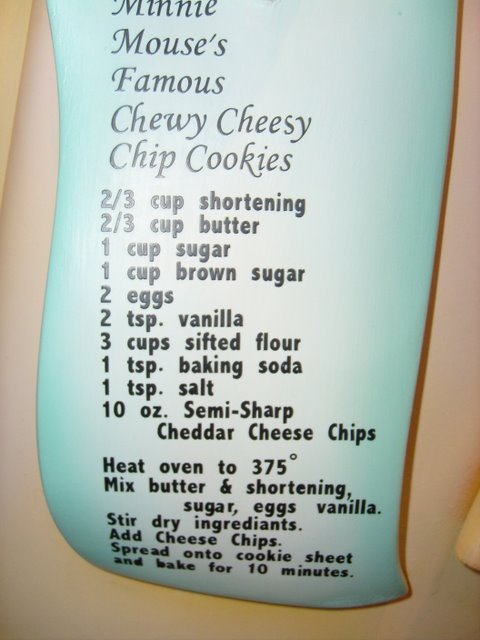 Minnie
Mouse's
Famous
Chewy Cheesy
Chip Cookies
2/3 cup shortening
2/3 cup butter
1 cup sugar
1 cup brown sugar
2 eggs
2 tsp. vanilla
3 cups sifted flour
1 tsp. baking soda
1 tsp. salt
10 oz. Semi-Sharp
Cheddar Cheese Chips
Heat oven to 375°
Mix butter & shortening,
sugar, eggs vanilla.
Stir dry ingrediants.
Add Cheese Chips.
Spread onto cookie sheet
and bake for 10 minutes.